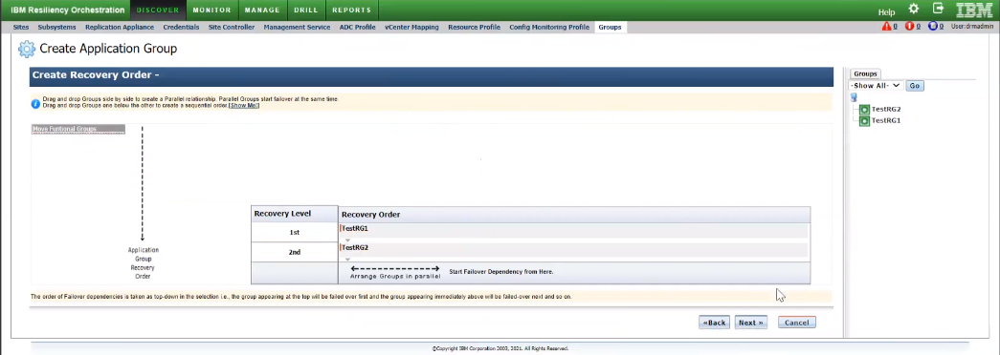 IBM Resiliency Orchestration DISCOVER MONITOR MANAGE DRILL REPORTS Help IBM
Sites Subsystems Replication Appliance Credentials Site Controller Management Service ADC Profile vCenter Mapping Resource Profile Config Monitoring Profile Groups 0 0 0 User:drmadmin
Create Application Group
Create Recovery Order -
Drag and drop Groups side by side to create a Parallel relationship. Parallel Groups start failover at the same time.
Drag and drop Groups one below the other to create a sequential order.[Show Me!]
Move Funtional Groups
Application
Group
Recovery
Order
Recovery Level Recovery Order
1st TestRG1
2nd TestRG2
Arrange Groups in parallel Start Failover Dependency from Here.
The order of Failover dependencies is taken as top-down in the selection i.e., the group appearing at the top will be failed over first and the group appearing immediately above will be failed-over next and so on.
«Back Next » Cancel
Groups
-Show All- Go
TestRG2
TestRG1
©Copyright IBM Corporation 2003, 2021. All Rights Reserved.